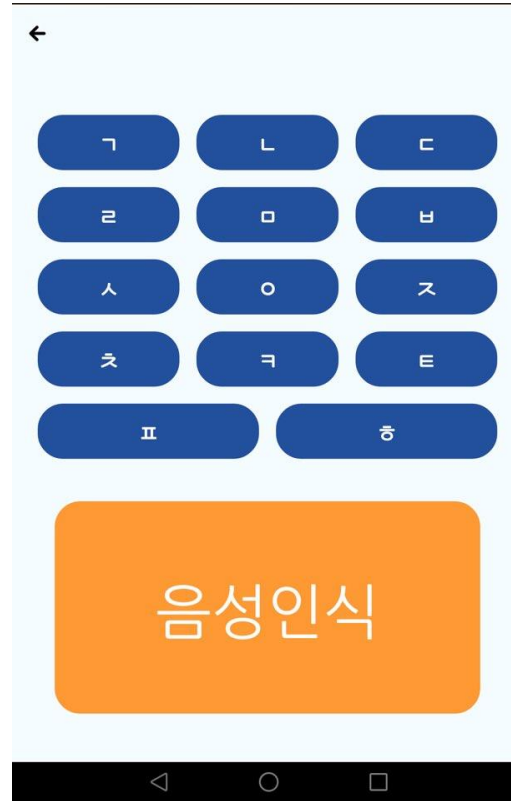 ㄱ ㄴ ㄷ
ㄹ ㅁ ㅂ
ㅅ ㅇ ㅈ
ㅊ ㅋ ㅌ
ㅍ ㅎ
음성인식